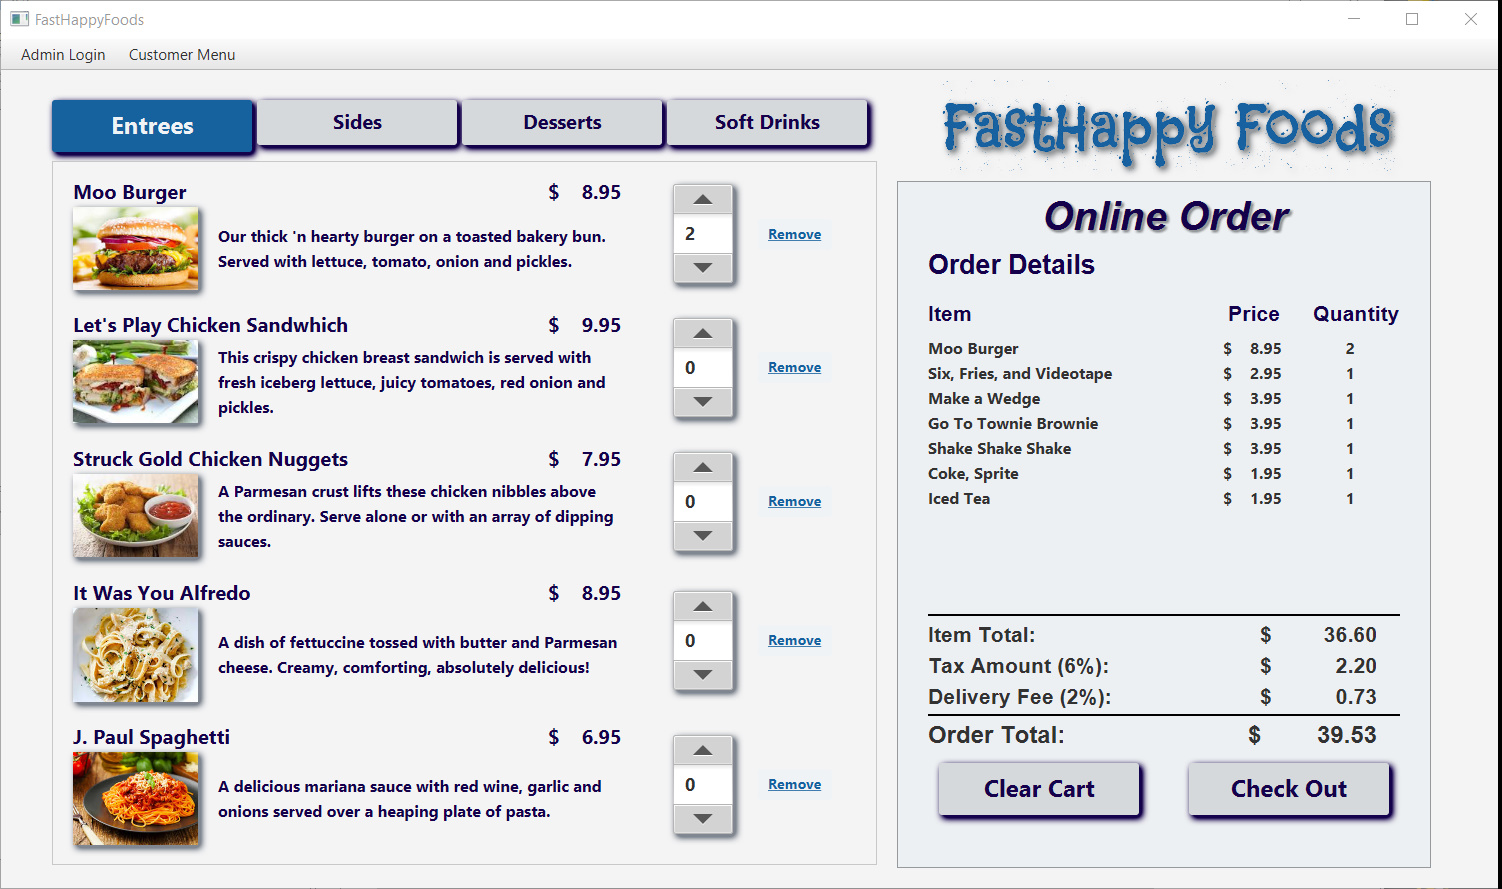 FastHappyFoods
Admin Login Customer Menu
Entrees Sides Desserts Soft Drinks
Moo Burger $ 8.95
Our thick 'n hearty burger on a toasted bakery bun.
Served with lettuce, tomato, onion and pickles.
2 Remove
Let's Play Chicken Sandwhich $ 9.95
This crispy chicken breast sandwich is served with
fresh iceberg lettuce, juicy tomatoes, red onion and
pickles.
0 Remove
Struck Gold Chicken Nuggets $ 7.95
A Parmesan crust lifts these chicken nibbles above
the ordinary. Serve alone or with an array of dipping
sauces.
0 Remove
It Was You Alfredo $ 8.95
A dish of fettuccine tossed with butter and Parmesan
cheese. Creamy, comforting, absolutely delicious!
0 Remove
J. Paul Spaghetti $ 6.95
A delicious mariana sauce with red wine, garlic and
onions served over a heaping plate of pasta.
0 Remove
FastHappy Foods
Online Order
Order Details
Item Price Quantity
Moo Burger $ 8.95 2
Six, Fries, and Videotape $ 2.95 1
Make a Wedge $ 3.95 1
Go To Townie Brownie $ 3.95 1
Shake Shake Shake $ 3.95 1
Coke, Sprite $ 1.95 1
Iced Tea $ 1.95 1
Item Total: $ 36.60
Tax Amount (6%): $ 2.20
Delivery Fee (2%): $ 0.73
Order Total: $ 39.53
Clear Cart Check Out